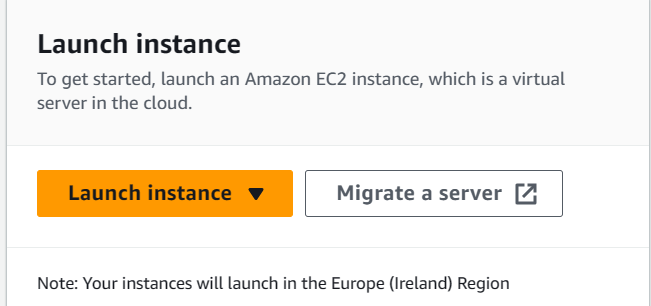 Launch instance
To get started, launch an Amazon EC2 instance, which is a virtual
server in the cloud.
Launch instance
Migrate a server
Note: Your instances will launch in the Europe (Ireland) Region